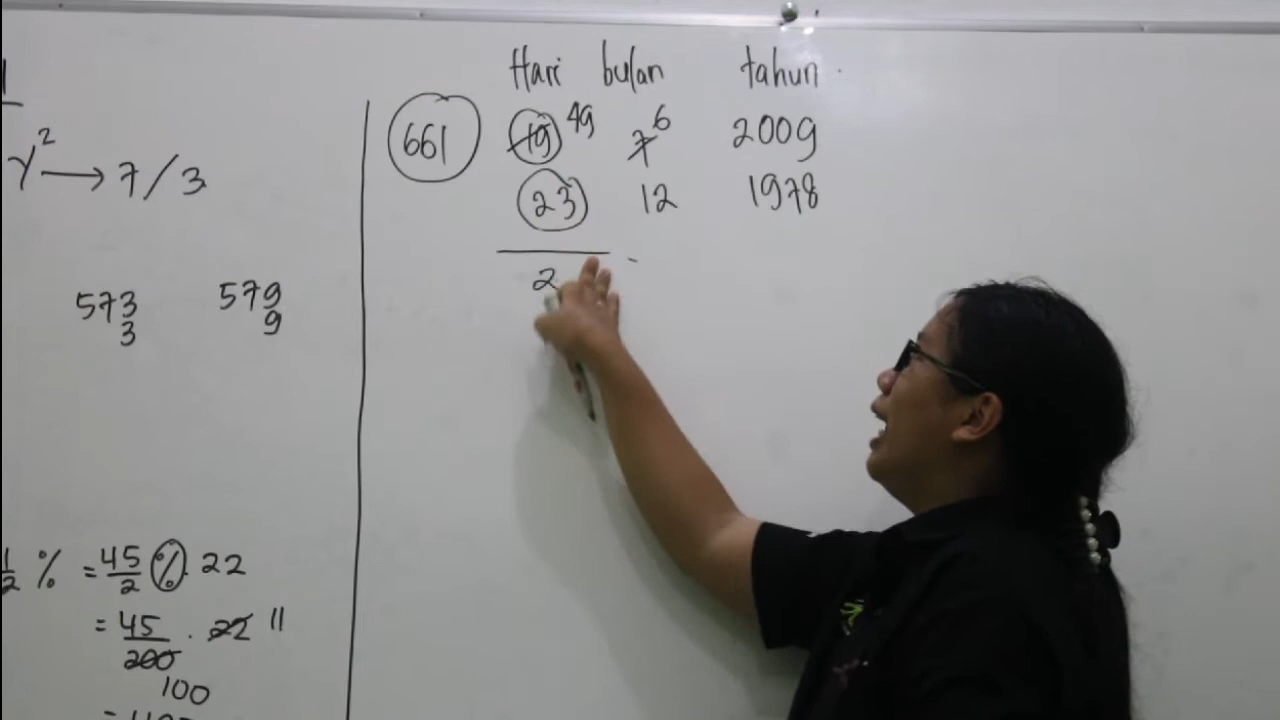 y² → 7/3
573
3
579
9
1/2 % = 45/2 % . 22
= 45/200 . 22 11
100
Hari bulan tahun
661 19 49 7 6 2009
23 12 1978
2